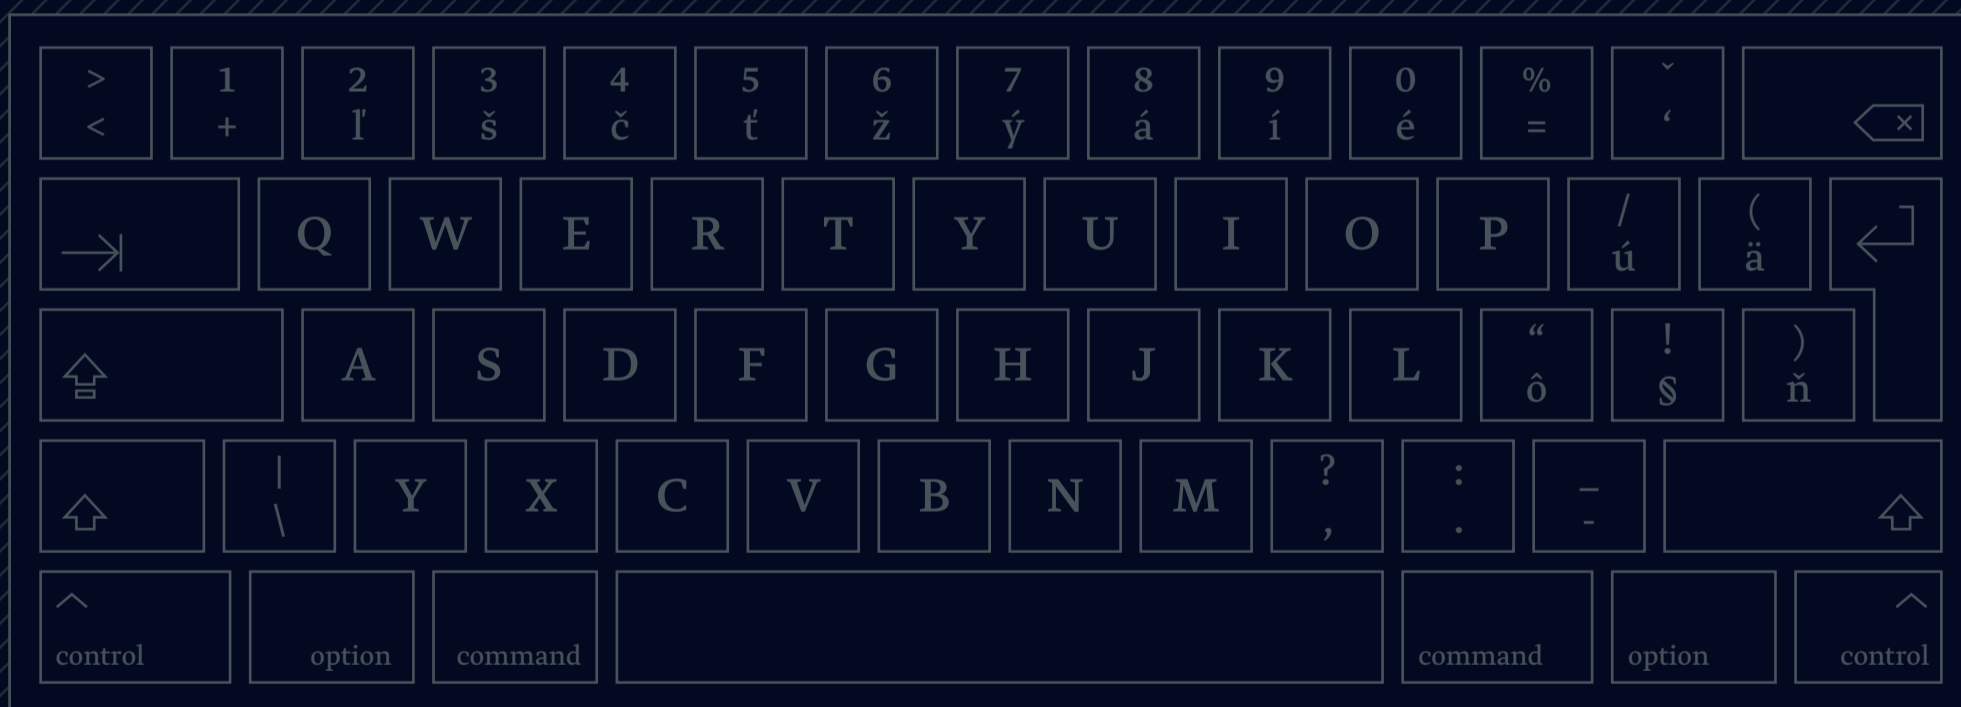 > 1 2 3 4 5 6 7 8 9 0 % ˇ
< + ľ š č ť ž ý á í é = ‘
Q W E R T Y U I O P / (
ú ä
A S D F G H J K L “ ! )
ô § ň
| Y X C V B N M ? : _
\ , . -
control option command command option control